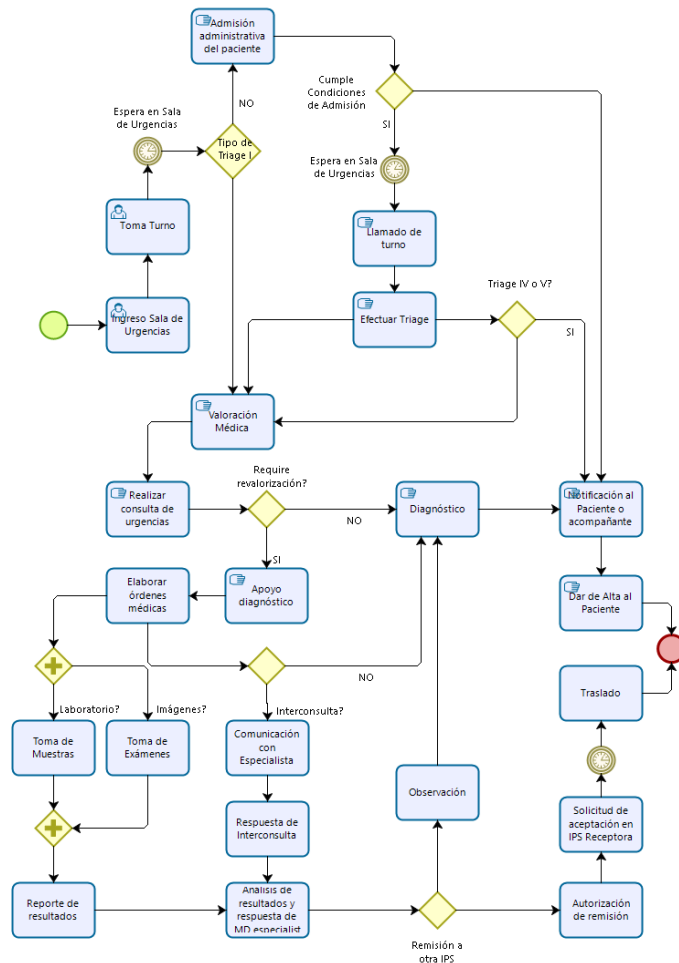 Admisión
administrativa
del paciente
Cumple
Condiciones
de Admisión
NO
SI
Espera en Sala
de Urgencias
Tipo de
Triage I
Espera en Sala
de Urgencias
Toma Turno
Llamado de
turno
Triage IV o V?
Ingreso Sala de
Urgencias
Efectuar Triage
SI
Valoración
Médica
Require
revalorización?
Realizar
consulta de
urgencias
NO
Diagnóstico
Notificación al
Paciente o
acompañante
SI
Elaborar
órdenes
médicas
Apoyo
diagnóstico
Dar de Alta al
Paciente
NO
Traslado
Laboratorio?
Imágenes?
Interconsulta?
Toma de
Muestras
Toma de
Exámenes
Comunicación
con
Especialista
Observación
Solicitud de
aceptación en
IPS Receptora
Respuesta de
Interconsulta
Reporte de
resultados
Análisis de
resultados y
respuesta de
MD especialist
Autorización
de remisión
Remisión a
otra IPS